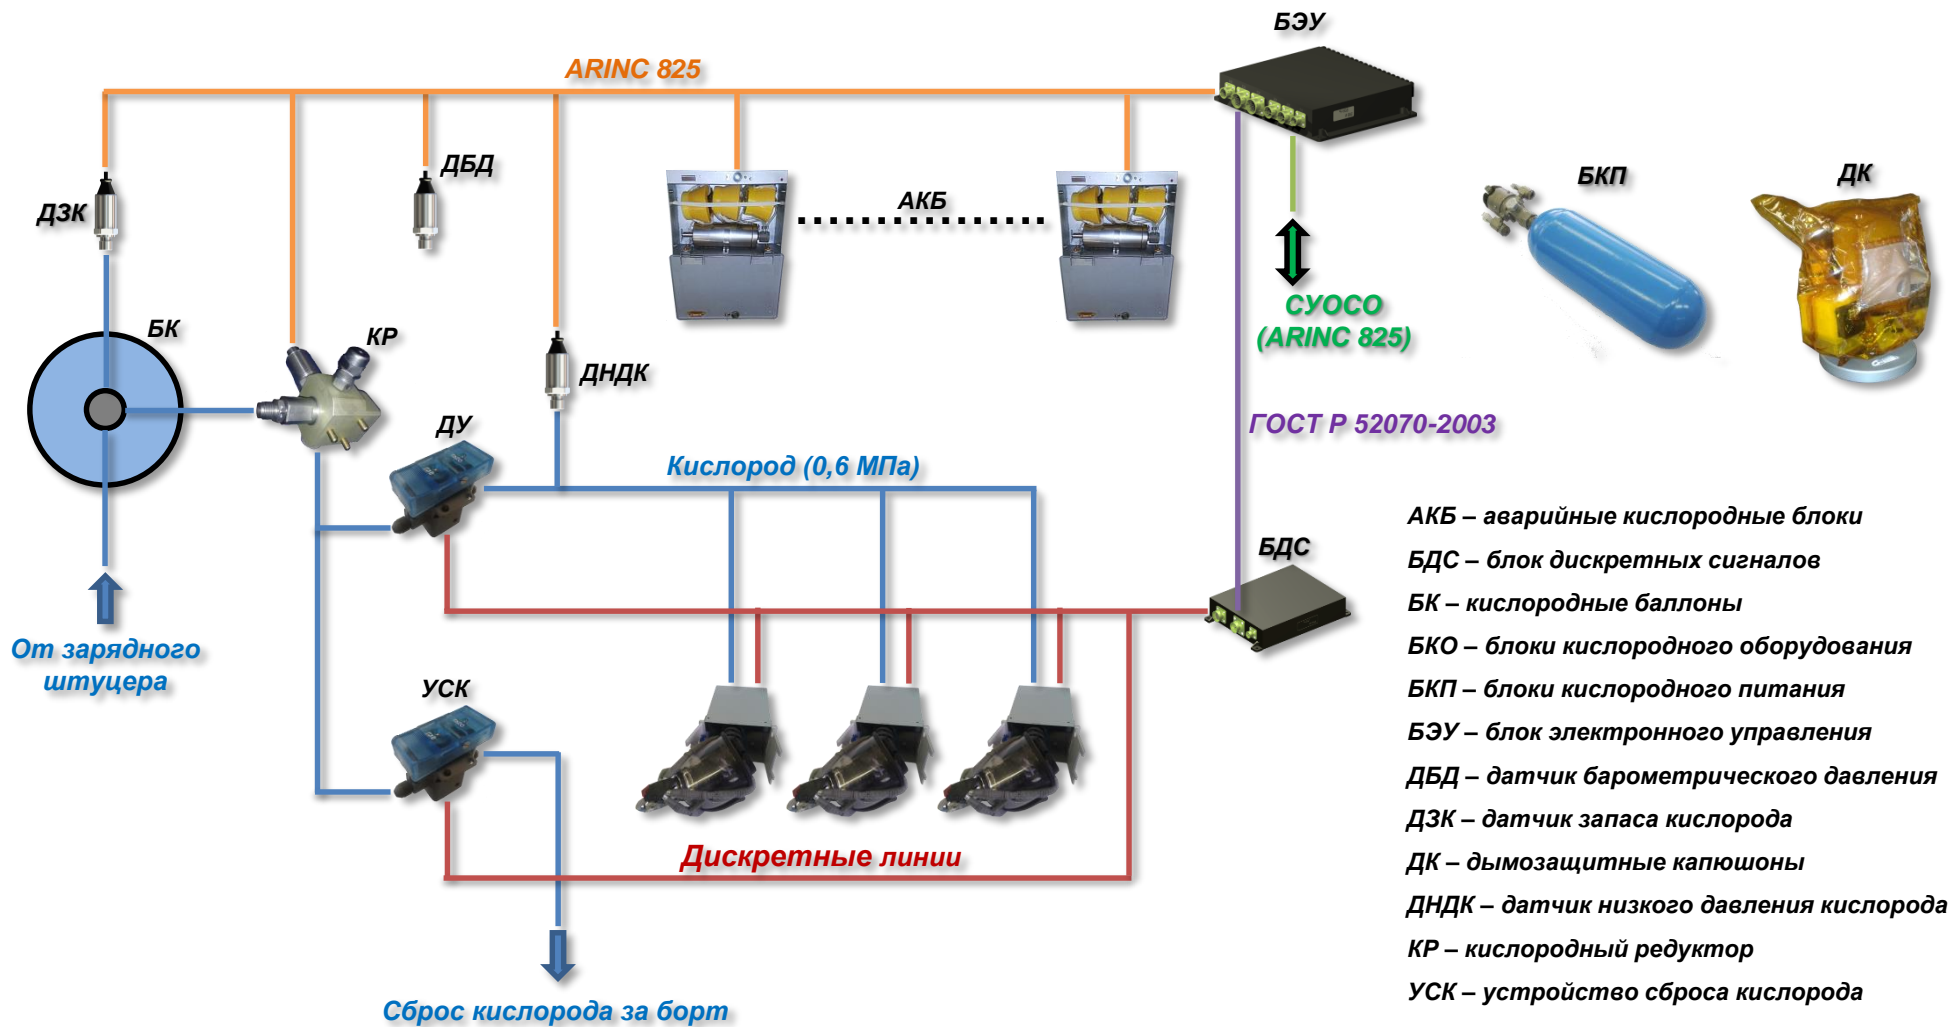 БЭУ
ARINC 825
ДБД
ДЗК
АКБ
БКП
ДК
БК
КР
СУОСО
(ARINC 825)
ДНДК
ДУ
ГОСТ Р 52070-2003
Кислород (0,6 МПа)
БДС
От зарядного
штуцера
УСК
Дискретные линии
Сброс кислорода за борт
АКБ – аварийные кислородные блоки
БДС – блок дискретных сигналов
БК – кислородные баллоны
БКО – блоки кислородного оборудования
БКП – блоки кислородного питания
БЭУ – блок электронного управления
ДБД – датчик барометрического давления
ДЗК – датчик запаса кислорода
ДК – дымозащитные капюшоны
ДНДК – датчик низкого давления кислорода
КР – кислородный редуктор
УСК – устройство сброса кислорода